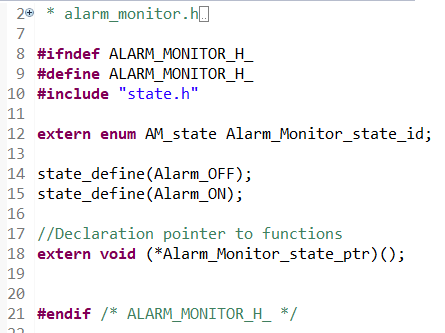 2 * alarm_monitor.h
7
8 #ifndef ALARM_MONITOR_H_
9 #define ALARM_MONITOR_H_
10 #include "state.h"
11
12 extern enum AM_state Alarm_Monitor_state_id;
13
14 state_define(Alarm_OFF);
15 state_define(Alarm_ON);
16
17 //Declaration pointer to functions
18 extern void (*Alarm_Monitor_state_ptr)();
19
20
21 #endif /* ALARM_MONITOR_H_ */